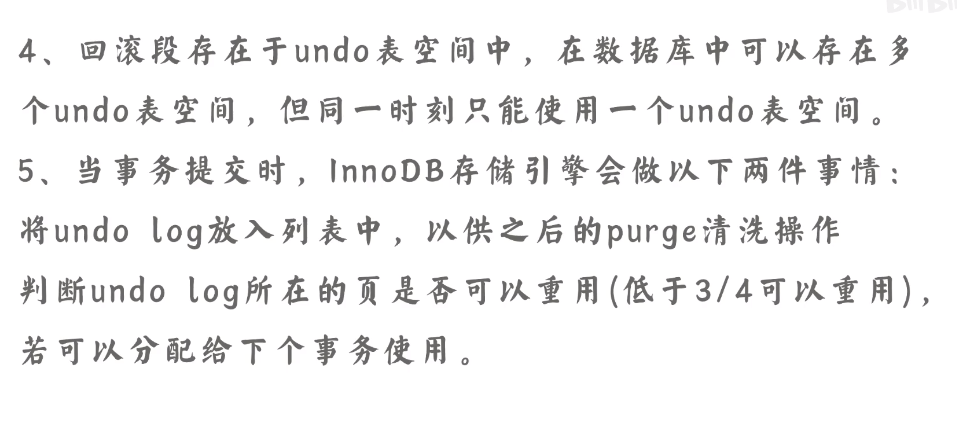 4、回滚段存在于undo表空间中，在数据库中可以存在多
个undo表空间，但同一时刻只能使用一个undo表空间。
5、当事务提交时，InnoDB存储引擎会做以下两件事情：
将undo log放入列表中，以供之后的purge清洗操作
判断undo log所在的页是否可以重用(低于3/4可以重用)，
若可以分配给下个事务使用。